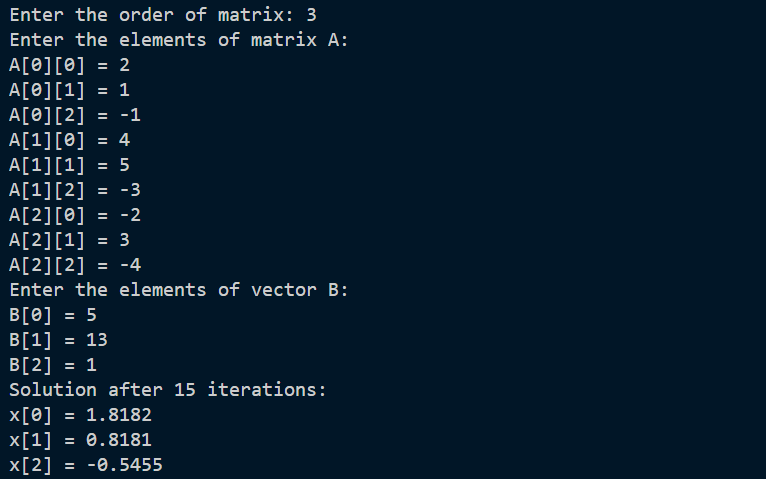 Enter the order of matrix: 3
Enter the elements of matrix A:
A[0][0] = 2
A[0][1] = 1
A[0][2] = -1
A[1][0] = 4
A[1][1] = 5
A[1][2] = -3
A[2][0] = -2
A[2][1] = 3
A[2][2] = -4
Enter the elements of vector B:
B[0] = 5
B[1] = 13
B[2] = 1
Solution after 15 iterations:
x[0] = 1.8182
x[1] = 0.8181
x[2] = -0.5455